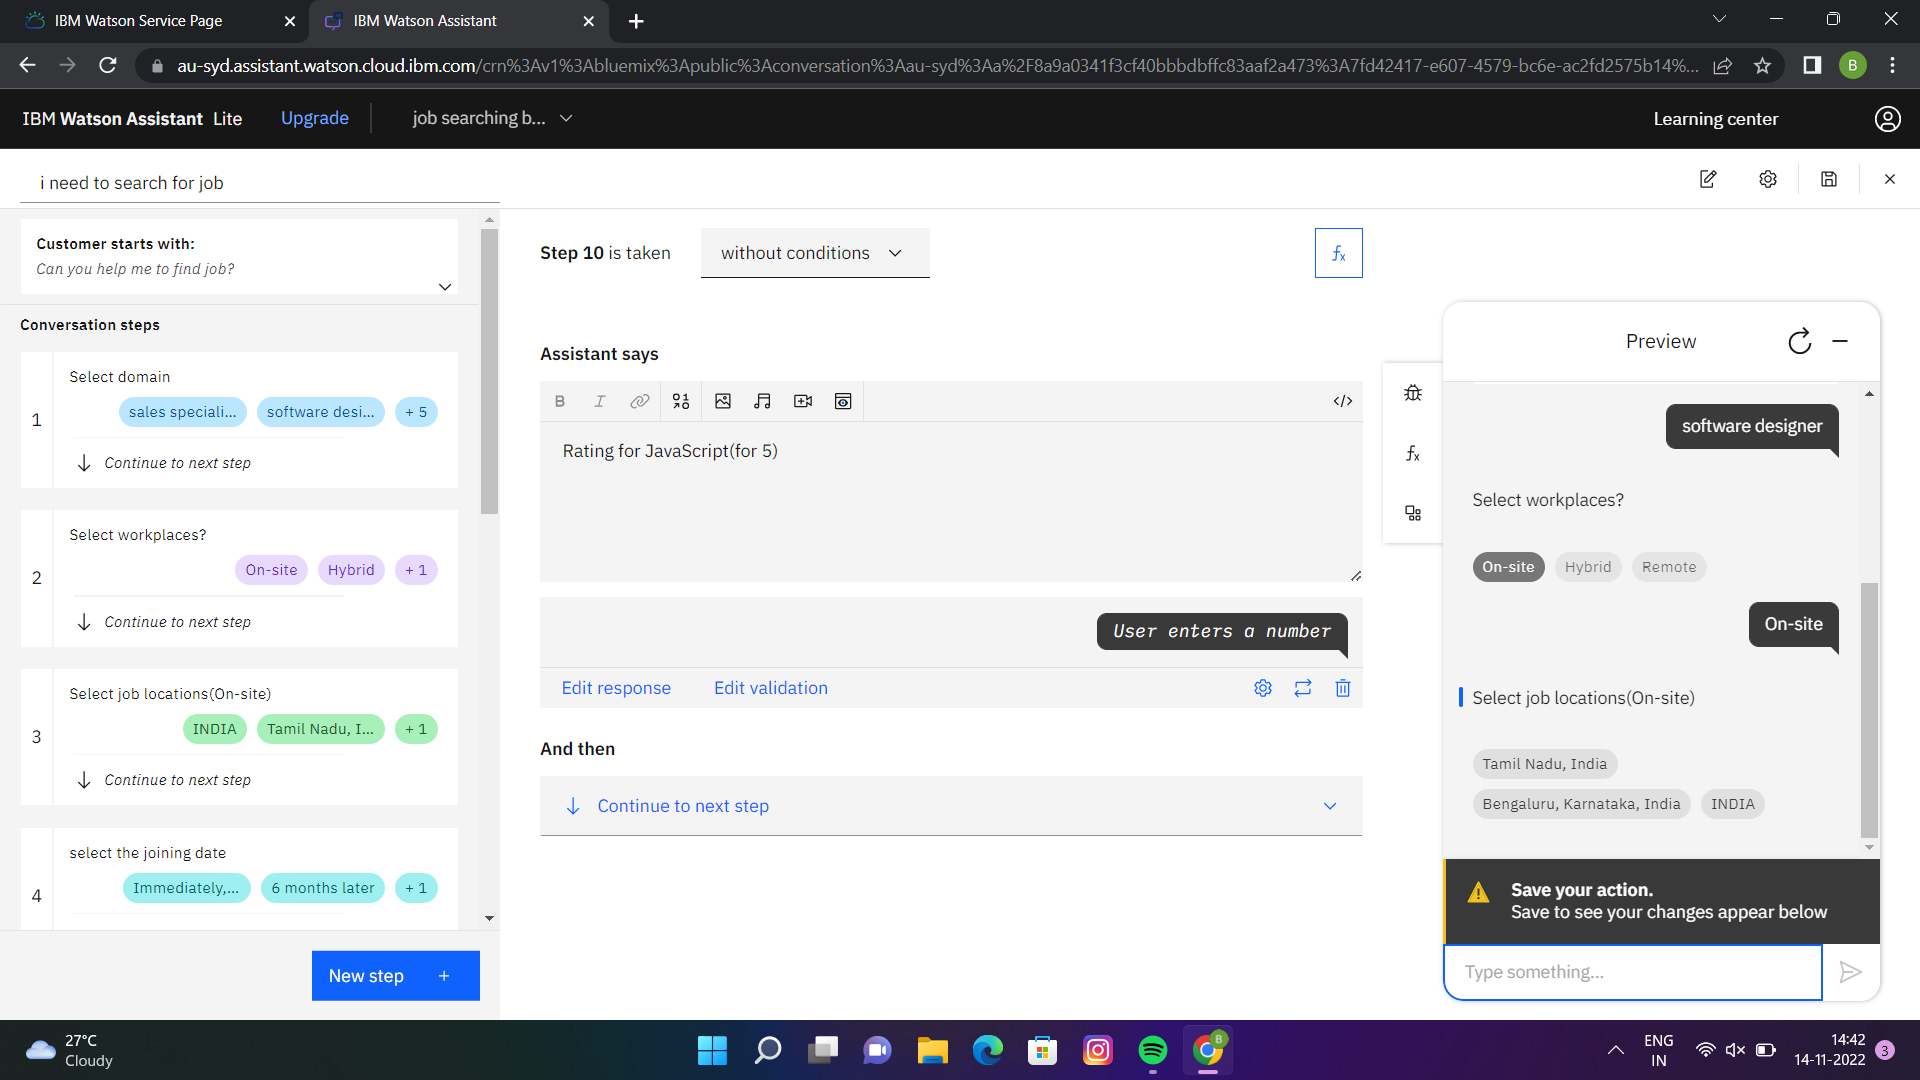 IBM Watson Service Page
IBM Watson Assistant
au-syd.assistant.watson.cloud.ibm.com/crn%3Av1%3Abluemix%3Apublic%3Aconversation%3Aau-syd%3Aa%2F8a9a0341f3cf40bbbdbffc83aaf2a473%3A7fd42417-e607-4579-bc6e-ac2fd2575b14%...
B
IBM Watson Assistant Lite
Upgrade
job searching b...
Learning center
i need to search for job
Customer starts with:
Can you help me to find job?
Conversation steps
1
Select domain
sales speciali... software desi... + 5
Continue to next step
2
Select workplaces?
On-site Hybrid + 1
Continue to next step
3
Select job locations(On-site)
INDIA Tamil Nadu, I... + 1
Continue to next step
4
select the joining date
Immediately,... 6 months later + 1
New step +
Step 10 is taken
without conditions
fx
Assistant says
B I
</>
Rating for JavaScript(for 5)
User enters a number
Edit response Edit validation
And then
Continue to next step
fx
Preview
software designer
Select workplaces?
On-site Hybrid Remote
On-site
Select job locations(On-site)
Tamil Nadu, India
Bengaluru, Karnataka, India INDIA
Save your action.
Save to see your changes appear below
Type something...
27°C
Cloudy
B
ENG
IN
14:42
14-11-2022
3